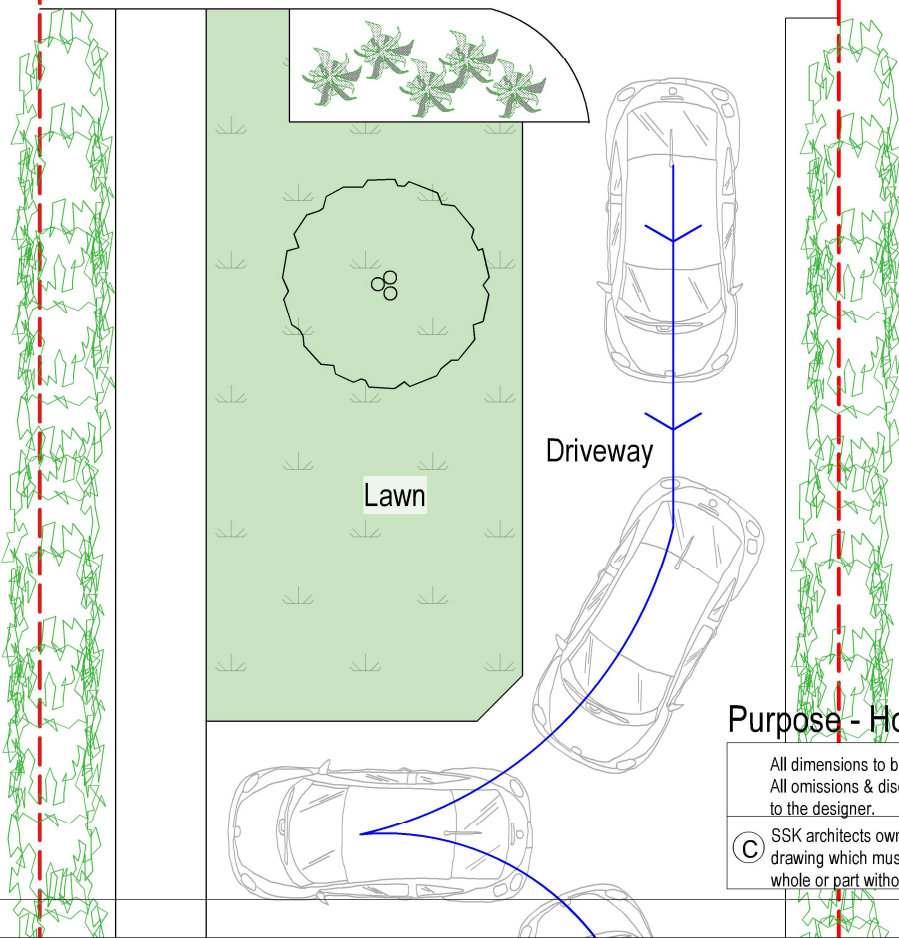 Driveway
Lawn
Purpose - Ho
All dimensions to b
All omissions & disc
to the designer.
C
SSK architects own
drawing which mus
whole or part witho